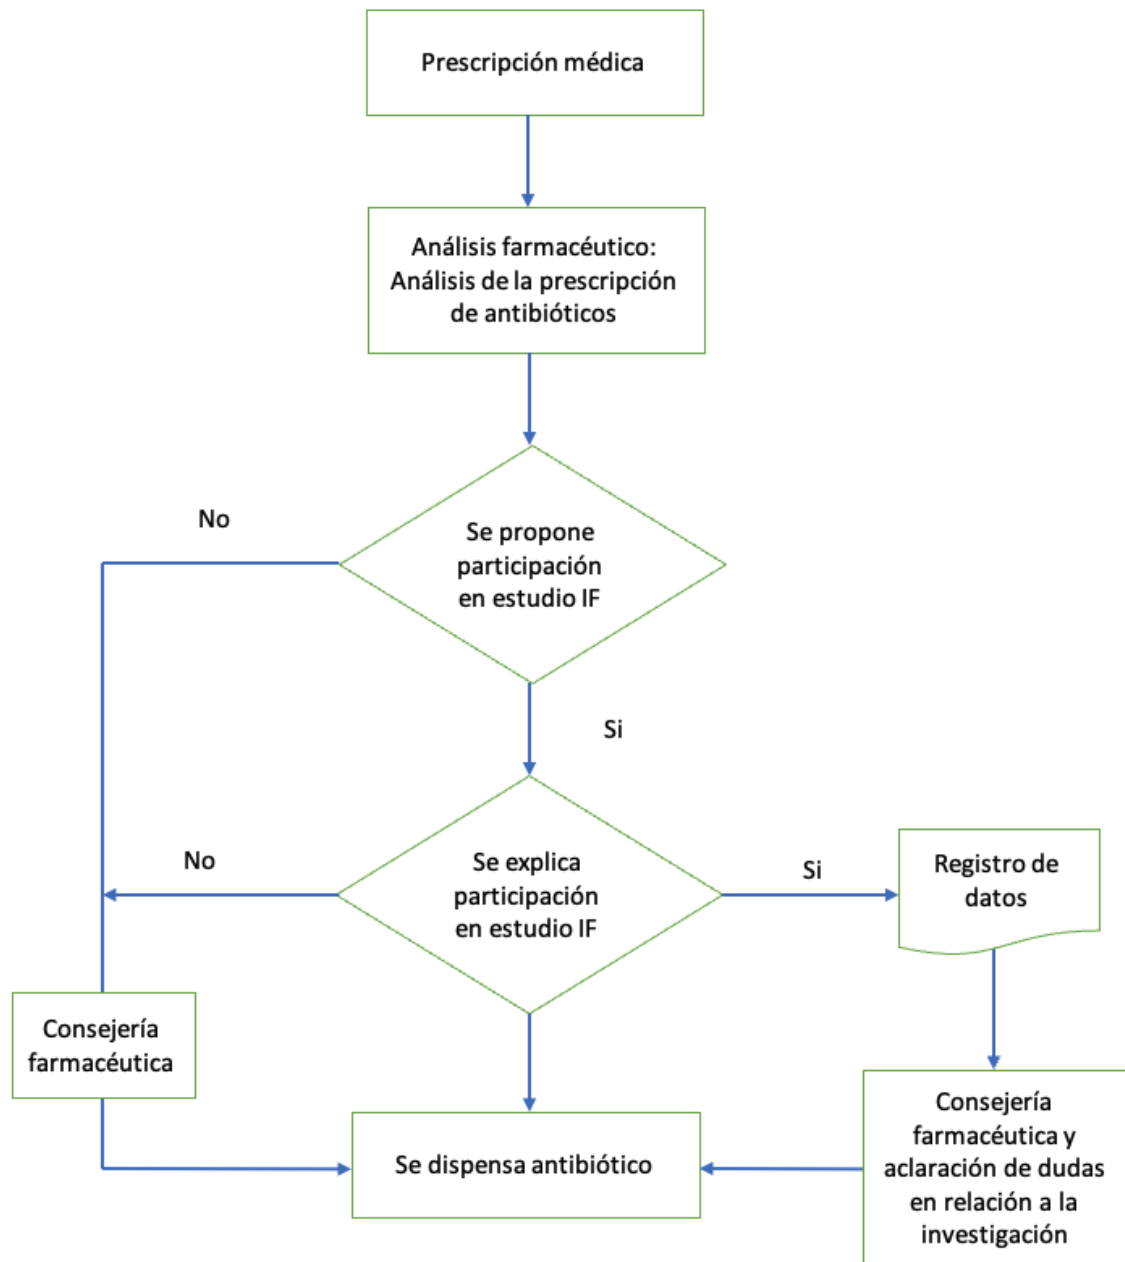 Prescripción médica
Análisis farmacéutico:
Análisis de la prescripción
de antibióticos
No
Se propone
participación
en estudio IF
Si
No
Se explica
participación
en estudio IF
Si
Registro de
datos
Consejería
farmacéutica
Se dispensa antibiótico
Consejería
farmacéutica y
aclaración de dudas
en relación a la
investigación